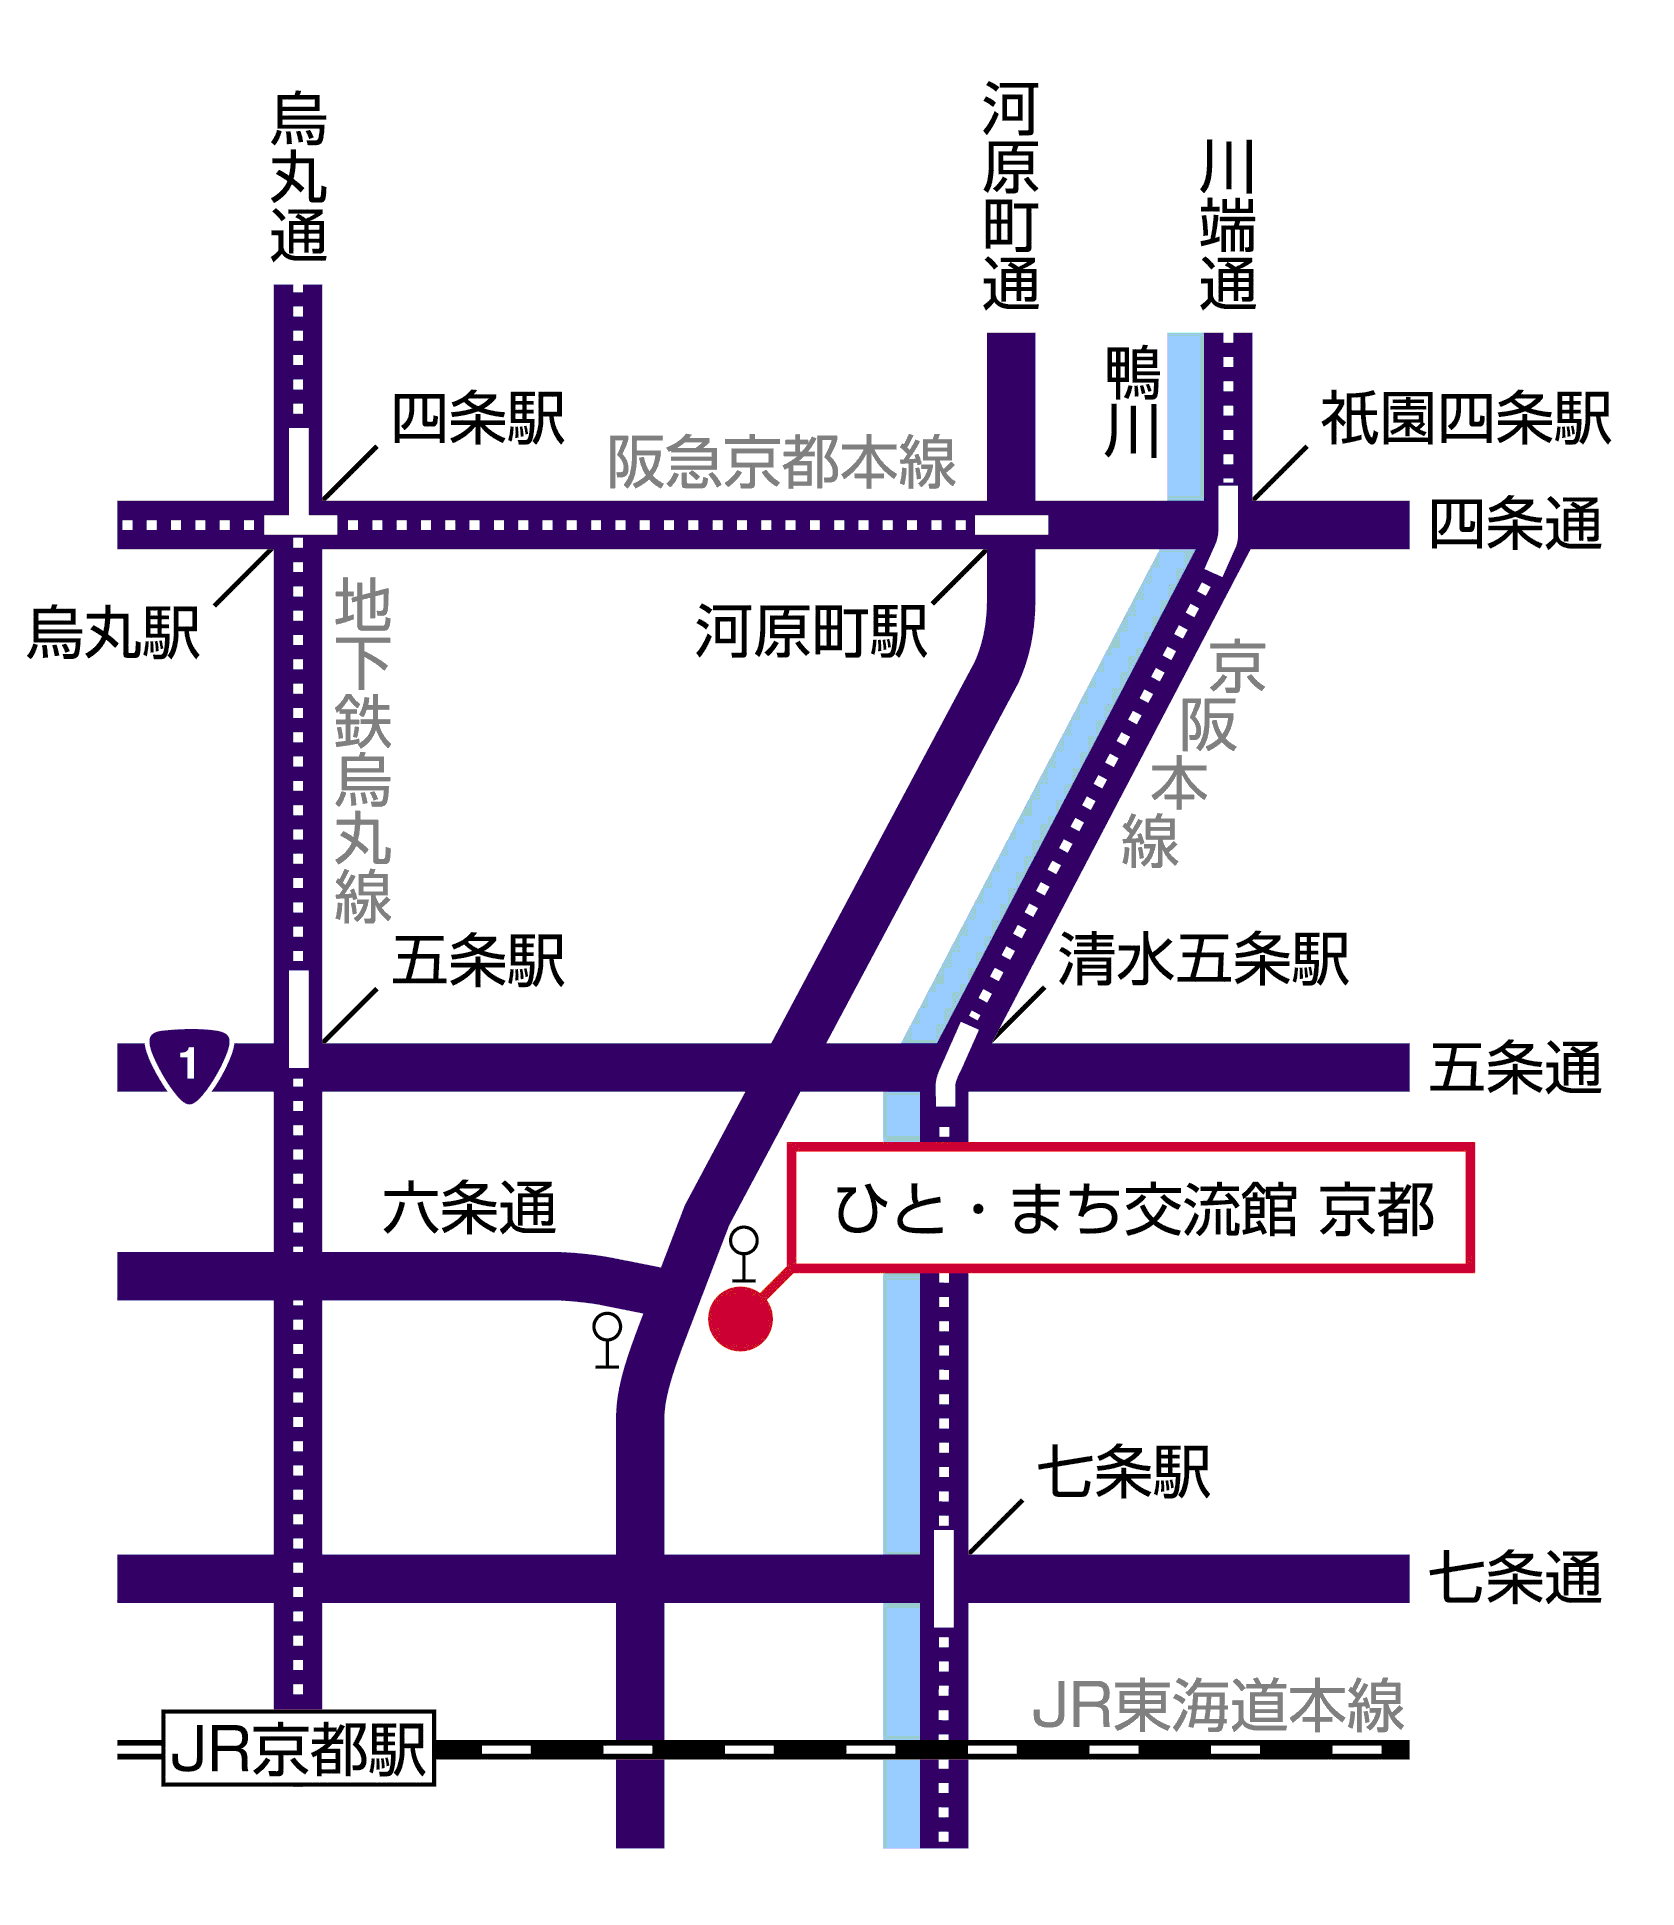 烏丸通
河原町通
川端通
鴨川
四条駅
祇園四条駅
阪急京都本線
四条通
烏丸駅
河原町駅
地下鉄烏丸線
京阪本線
五条駅
清水五条駅
1
五条通
六条通
ひと・まち交流館 京都
七条駅
七条通
JR東海道本線
JR京都駅